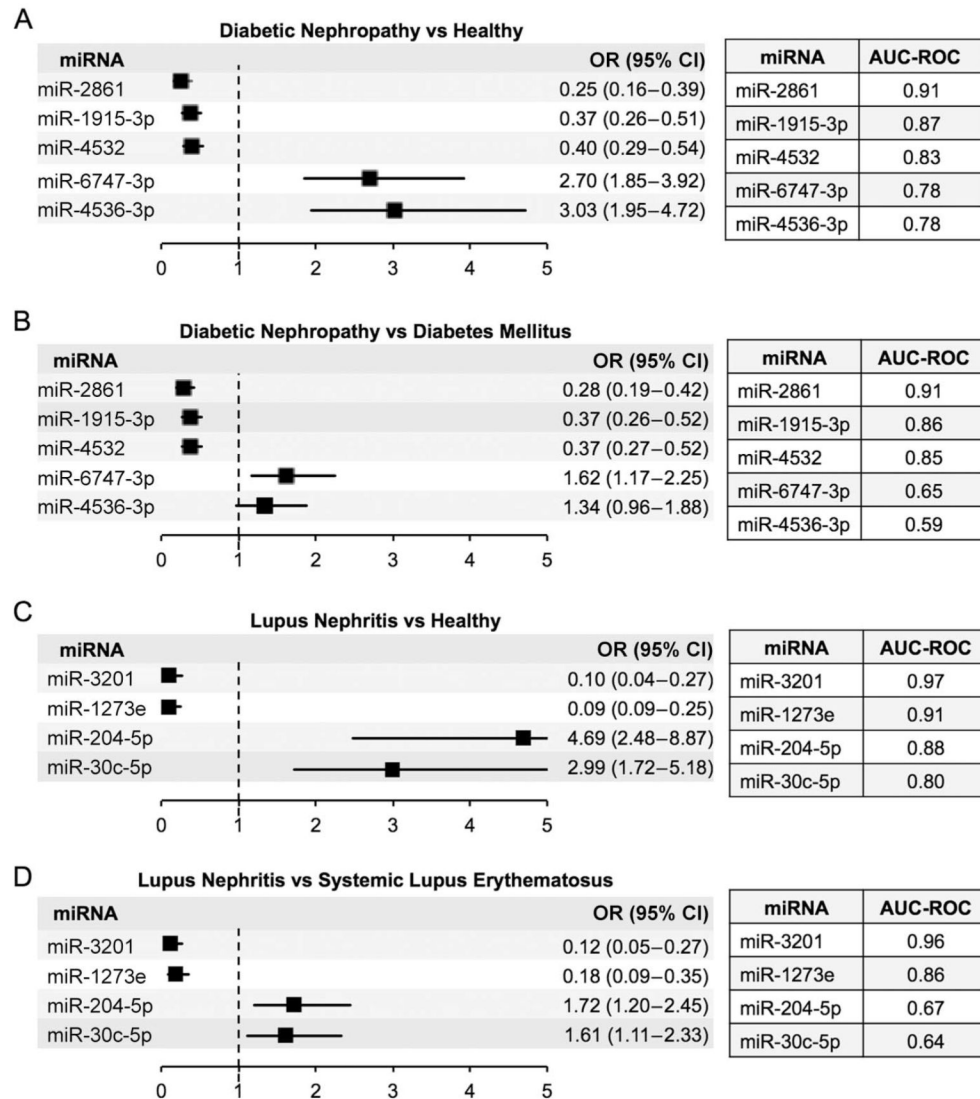 A
Diabetic Nephropathy vs Healthy
miRNA OR (95% CI)
miR-2861 0.25 (0.16–0.39)
miR-1915-3p 0.37 (0.26–0.51)
miR-4532 0.40 (0.29–0.54)
miR-6747-3p 2.70 (1.85–3.92)
miR-4536-3p 3.03 (1.95–4.72)
0 1 2 3 4 5
miRNA AUC-ROC
miR-2861 0.91
miR-1915-3p 0.87
miR-4532 0.83
miR-6747-3p 0.78
miR-4536-3p 0.78
B
Diabetic Nephropathy vs Diabetes Mellitus
miRNA OR (95% CI)
miR-2861 0.28 (0.19–0.42)
miR-1915-3p 0.37 (0.26–0.52)
miR-4532 0.37 (0.27–0.52)
miR-6747-3p 1.62 (1.17–2.25)
miR-4536-3p 1.34 (0.96–1.88)
0 1 2 3 4 5
miRNA AUC-ROC
miR-2861 0.91
miR-1915-3p 0.86
miR-4532 0.85
miR-6747-3p 0.65
miR-4536-3p 0.59
C
Lupus Nephritis vs Healthy
miRNA OR (95% CI)
miR-3201 0.10 (0.04–0.27)
miR-1273e 0.09 (0.09–0.25)
miR-204-5p 4.69 (2.48–8.87)
miR-30c-5p 2.99 (1.72–5.18)
0 1 2 3 4 5
miRNA AUC-ROC
miR-3201 0.97
miR-1273e 0.91
miR-204-5p 0.88
miR-30c-5p 0.80
D
Lupus Nephritis vs Systemic Lupus Erythematosus
miRNA OR (95% CI)
miR-3201 0.12 (0.05–0.27)
miR-1273e 0.18 (0.09–0.35)
miR-204-5p 1.72 (1.20–2.45)
miR-30c-5p 1.61 (1.11–2.33)
0 1 2 3 4 5
miRNA AUC-ROC
miR-3201 0.96
miR-1273e 0.86
miR-204-5p 0.67
miR-30c-5p 0.64